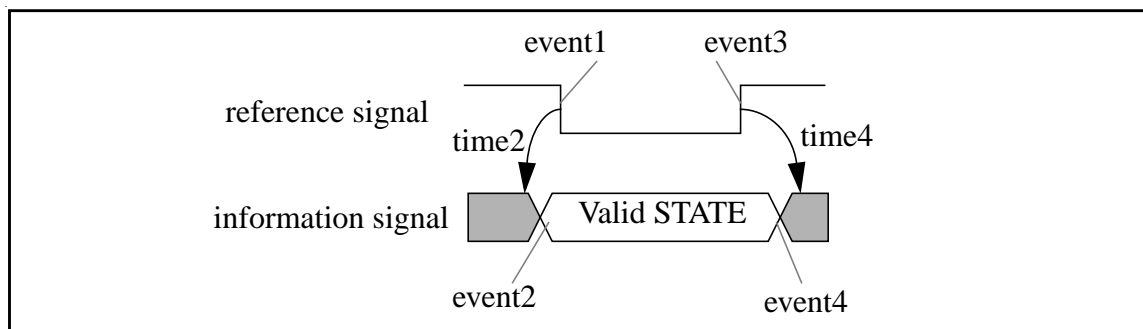 event1
event3
reference signal
time2
time4
information signal
Valid STATE
event2
event4